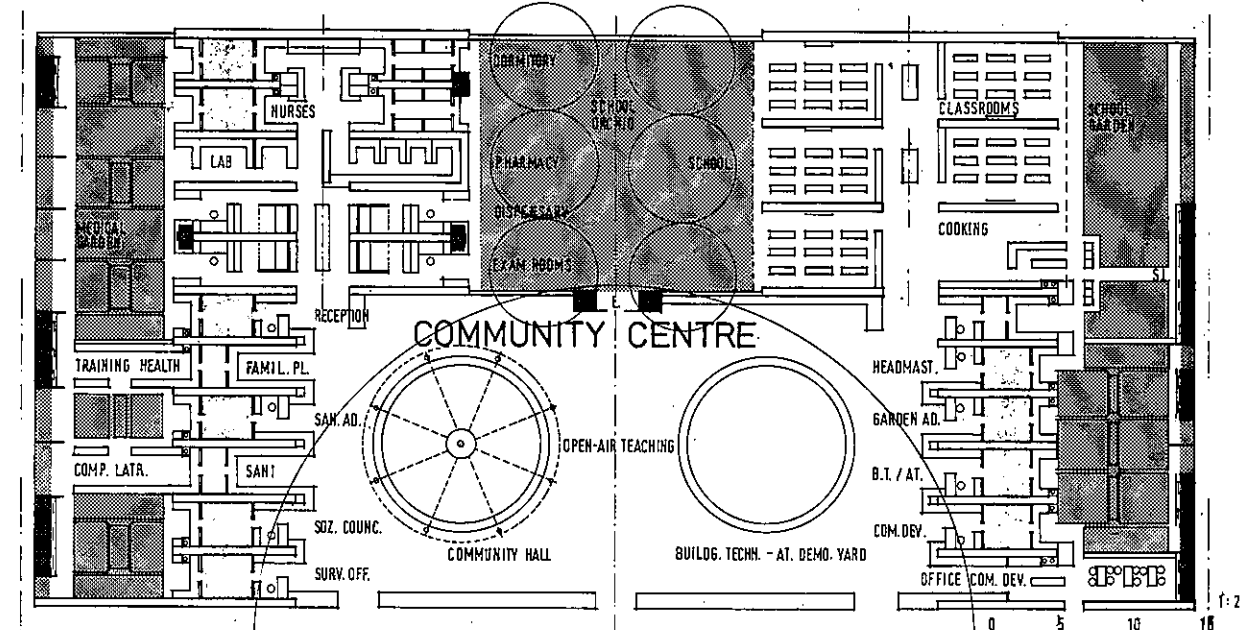 DORMITORY
NURSES
SCHOOL
ORCHID
CLASSROOMS
SCHOOL
GARDEN
LAB
PHARMACY
SCHOOL
DISPENSARY
MEDICAL
GARDEN
COOKING
EXAM ROOMS
ST
RECEPTION
E.
COMMUNITY CENTRE
TRAINING HEALTH
FAMIL. PL.
HEADMAST.
SAN. AD.
GARDEN AD.
OPEN-AIR TEACHING
COMP. LATR.
SANI
B.T. / AT.
SOZ. COUNC.
COM.DEV.
COMMUNITY HALL
BUILDG. TECHN. - AT. DEMO. YARD
SURV. OFF.
OFFICE COM. DEV.
1:2
0 5 10 15